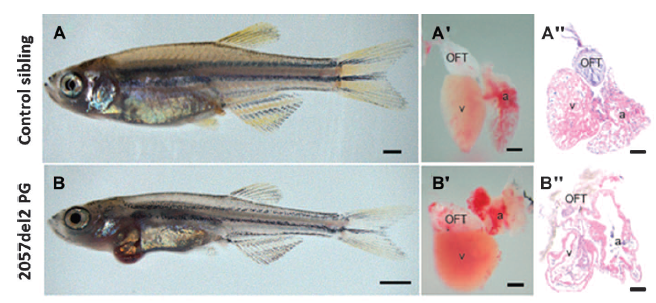 Control sibling
A
A'
OFT
v
a
A''
OFT
v
a
2057del2 PG
B
B'
OFT
a
v
B''
OFT
v
a